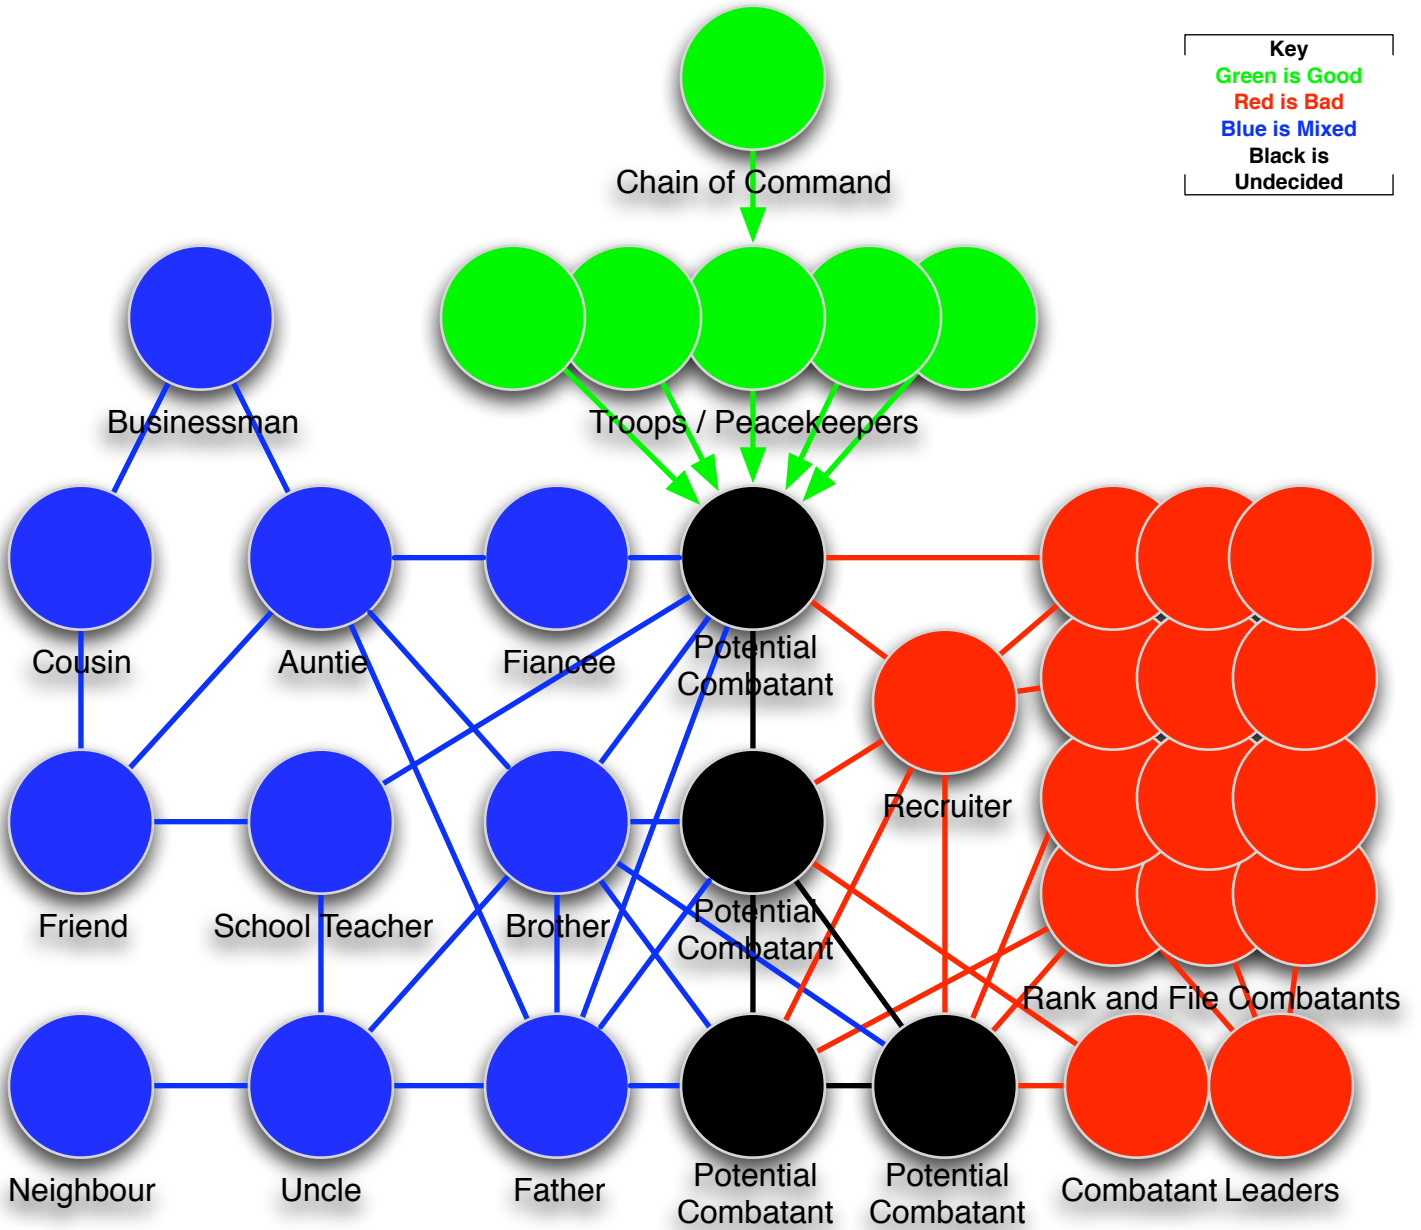 Key
Green is Good
Red is Bad
Blue is Mixed
Black is
Undecided
Chain of Command
Businessman
Troops / Peacekeepers
Cousin
Auntie
Fiancee
Potential
Combatant
Recruiter
Friend
School Teacher
Brother
Potential
Combatant
Rank and File Combatants
Neighbour
Uncle
Father
Potential
Combatant
Potential
Combatant
Combatant Leaders